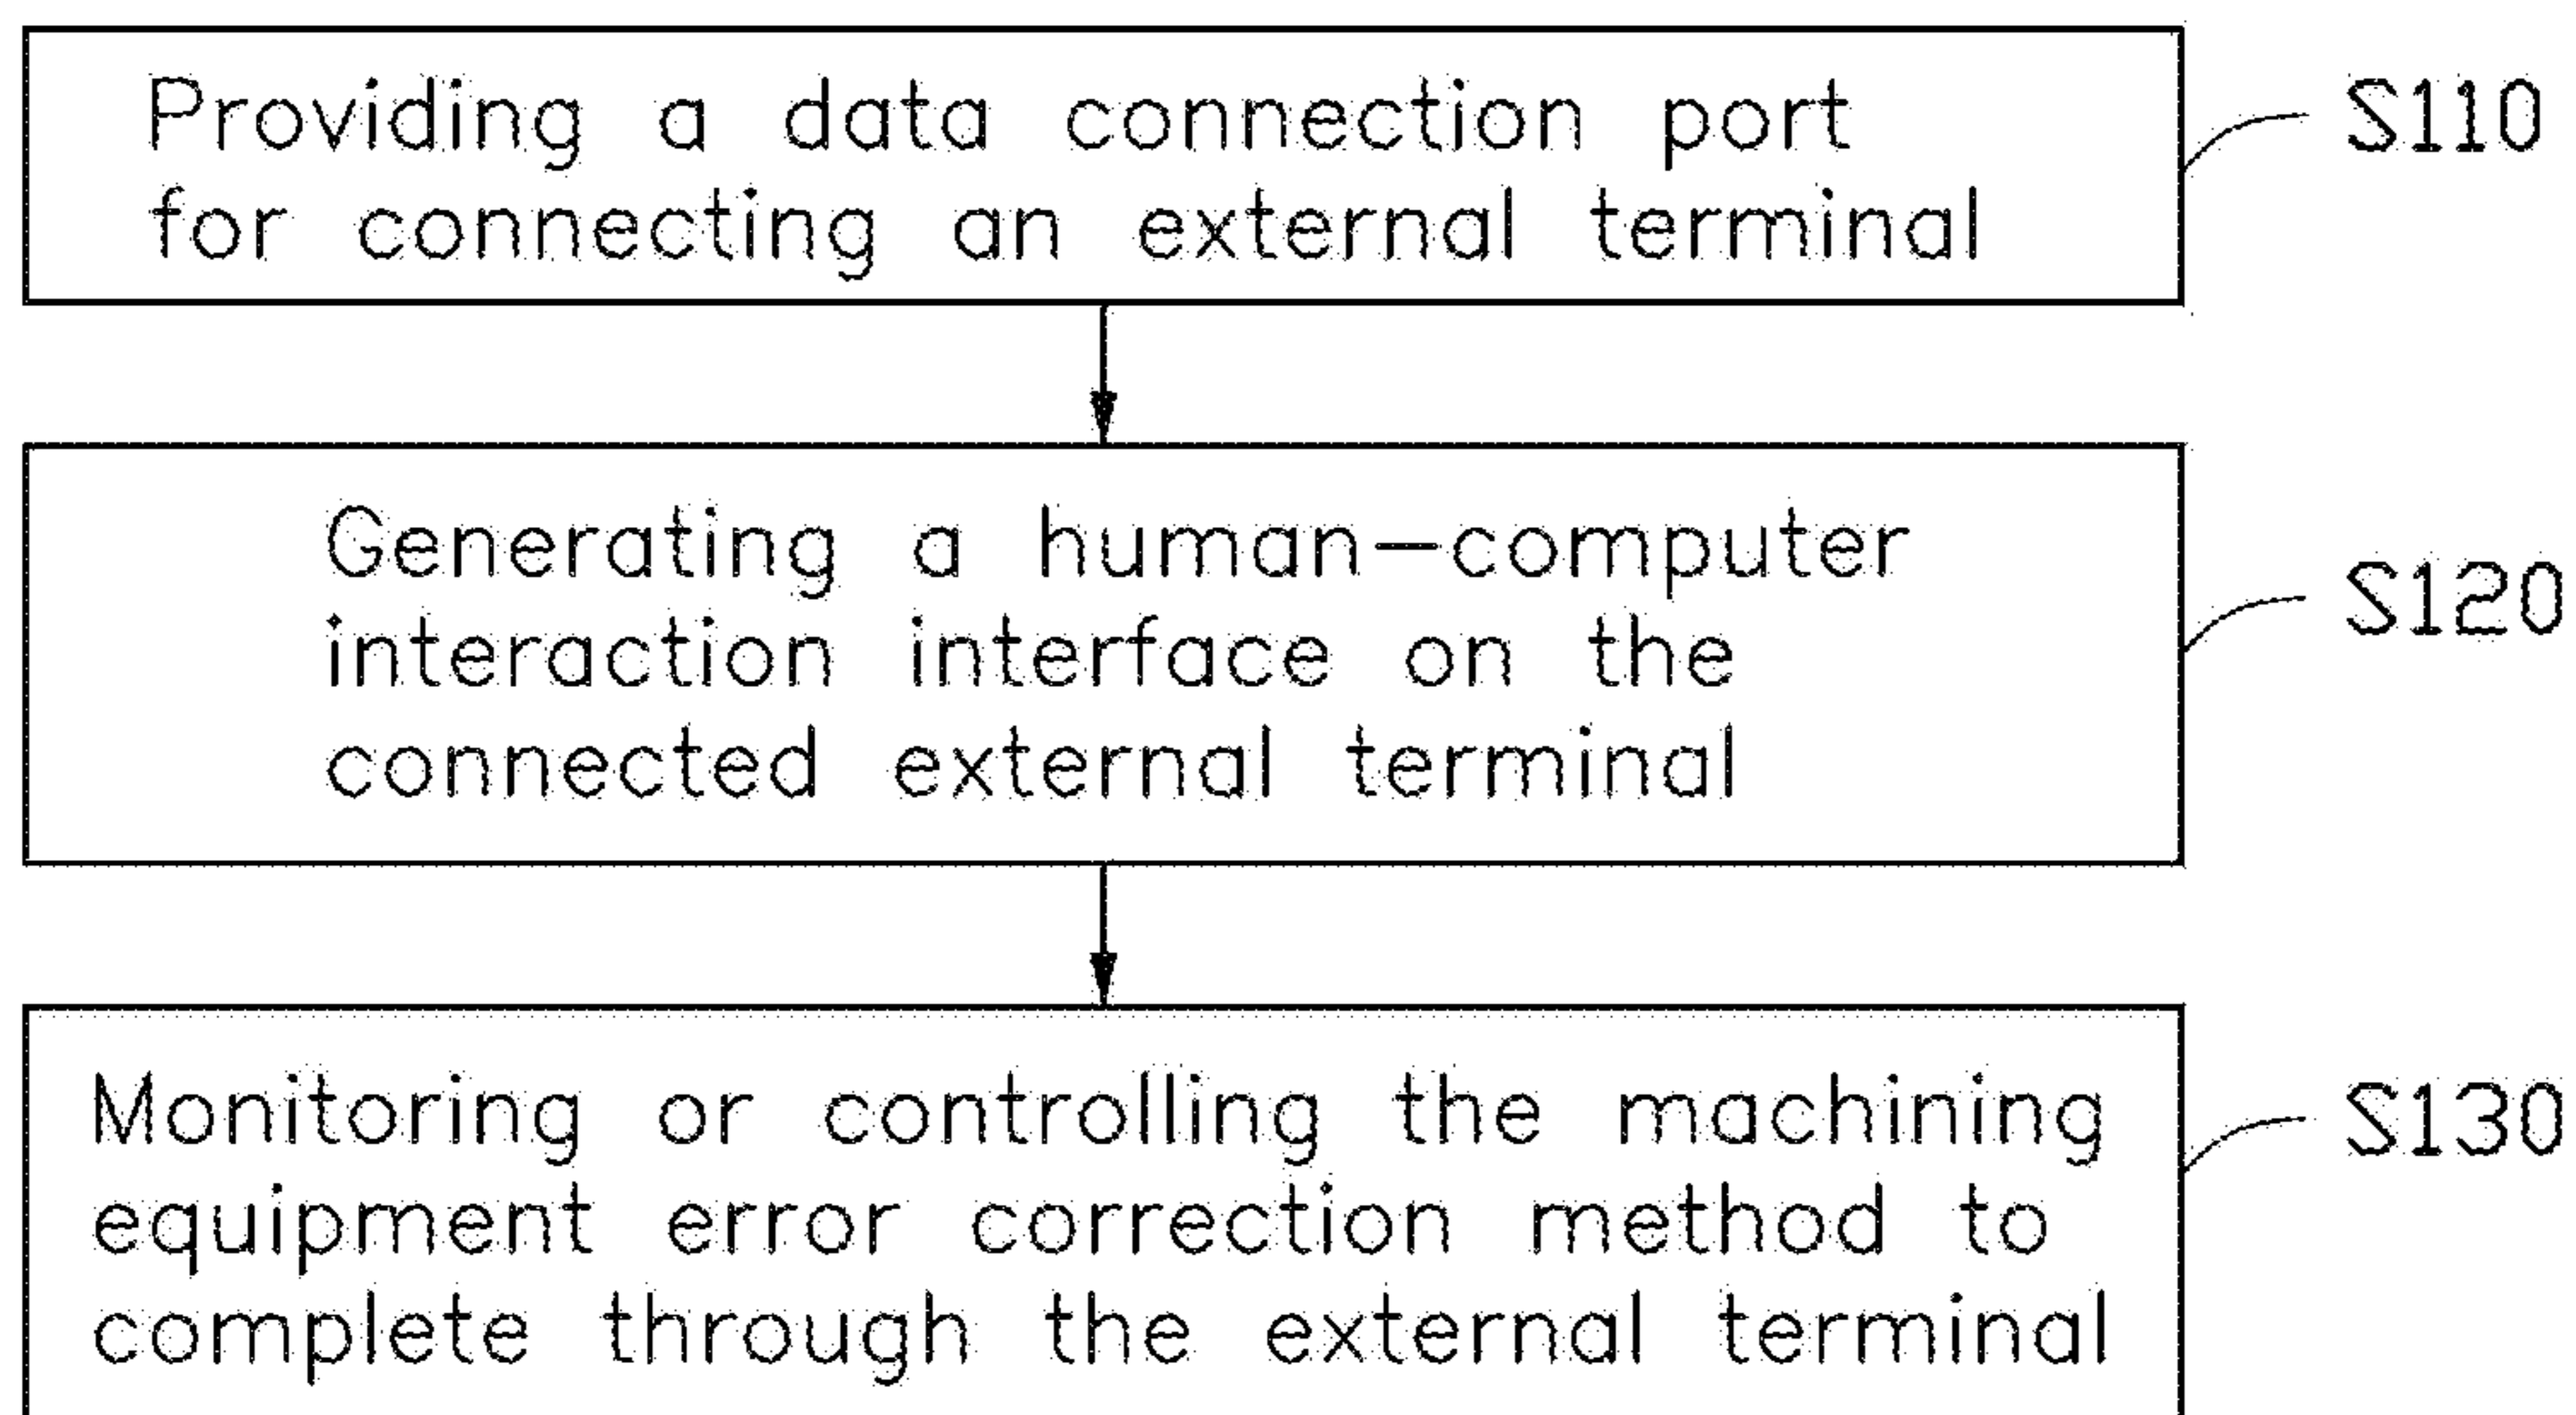 Providing a data connection port
for connecting an external terminal
S110
Generating a human-computer
interaction interface on the
connected external terminal
S120
Monitoring or controlling the machining
equipment error correction method to
complete through the external terminal
S130